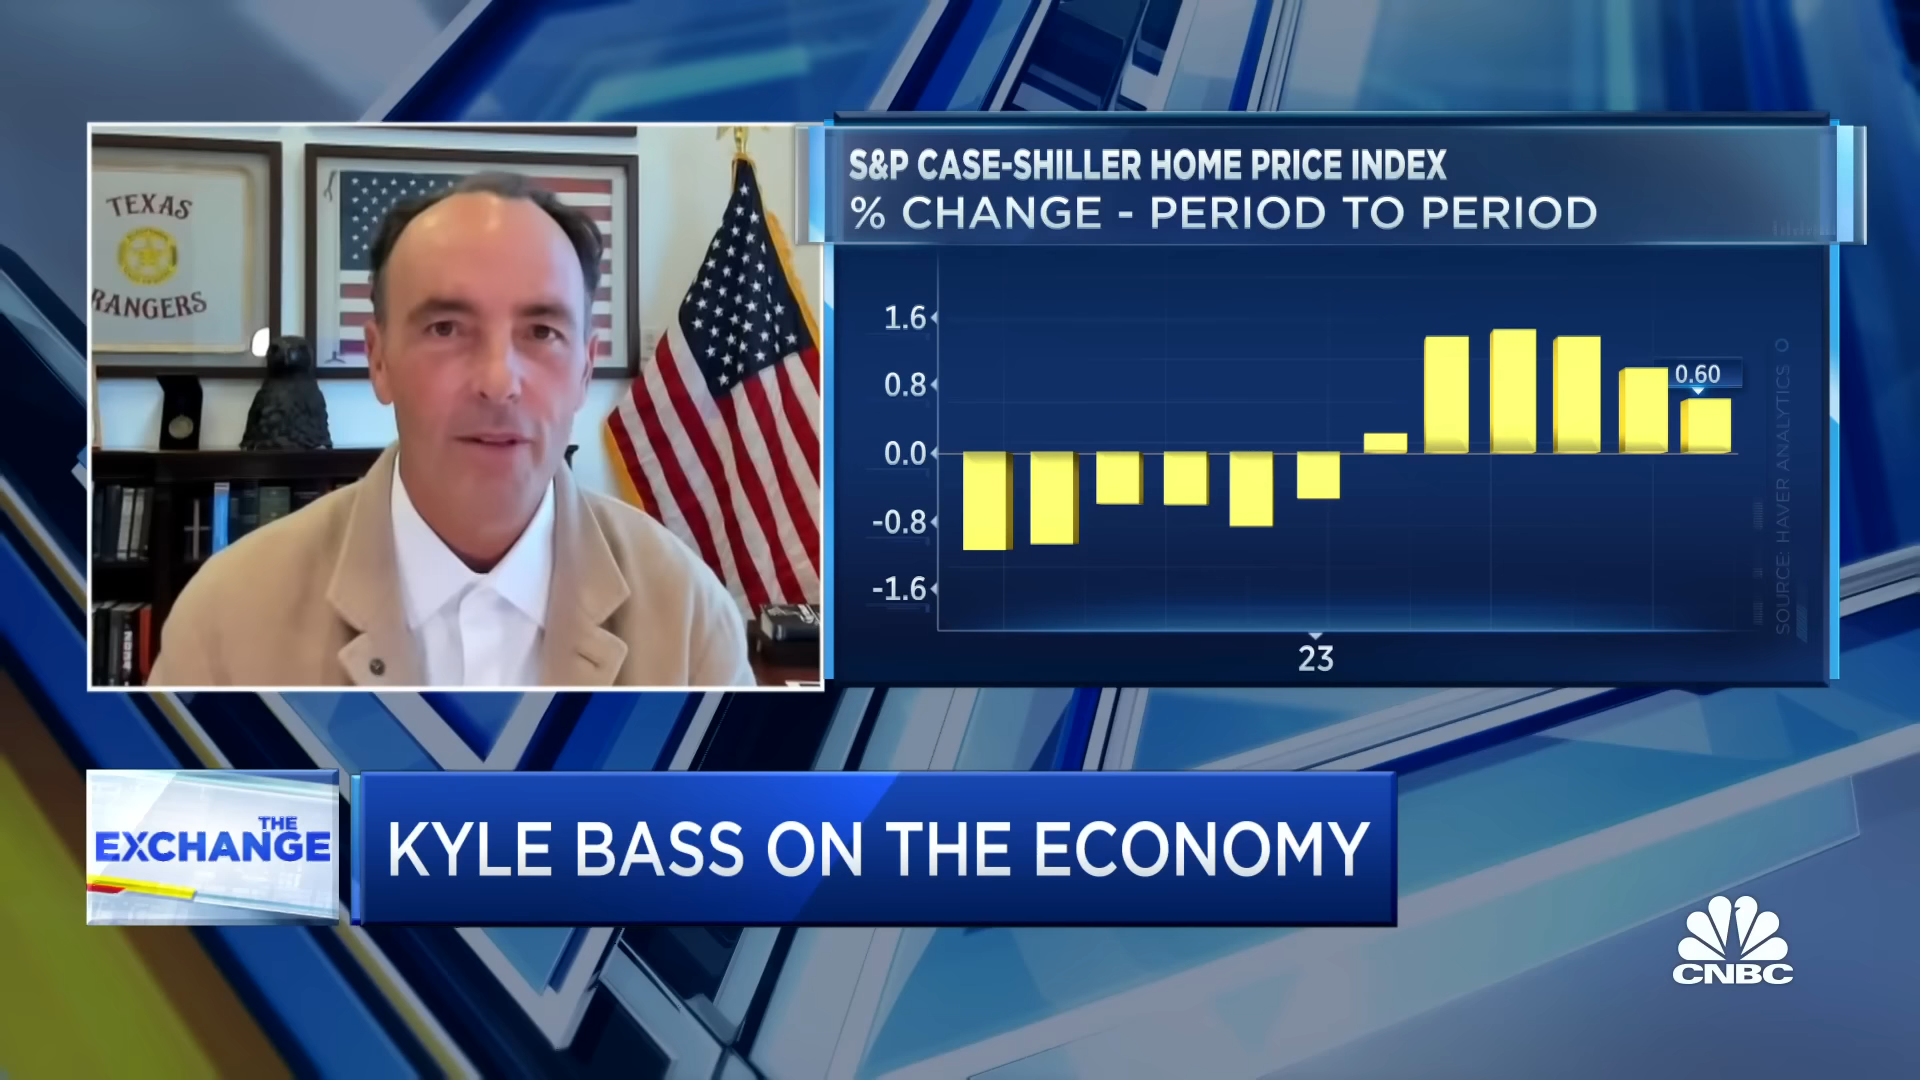 TEXAS
RANGERS
S&P CASE-SHILLER HOME PRICE INDEX
% CHANGE - PERIOD TO PERIOD
1.6
0.8
0.0
-0.8
-1.6
0.60
23
SOURCE: HAVER ANALYTICS
THE
EXCHANGE
KYLE BASS ON THE ECONOMY
CNBC